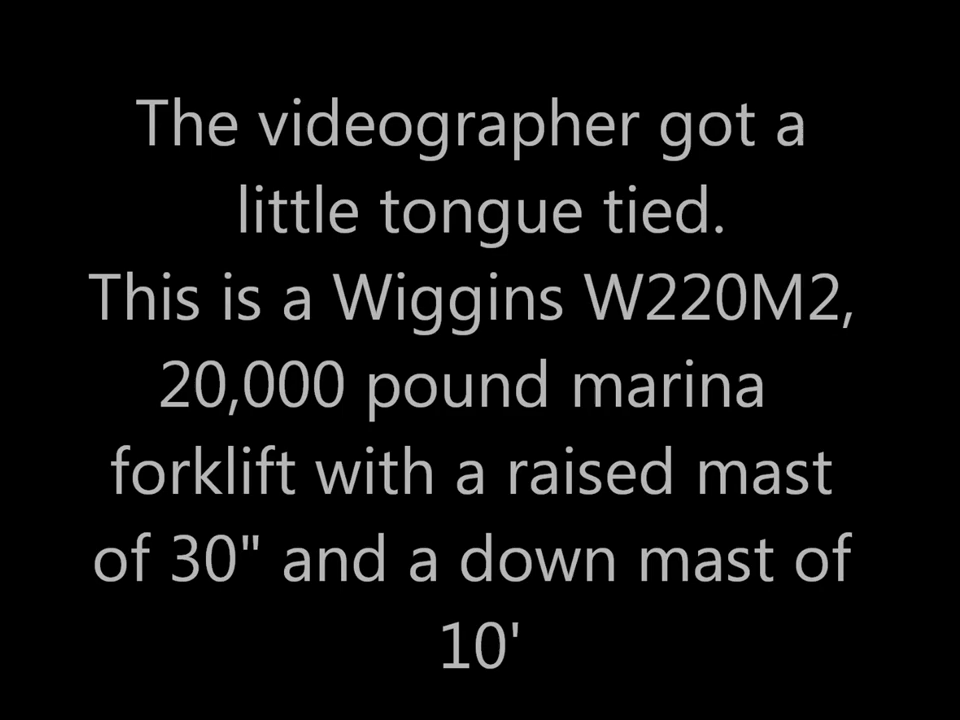 The videographer got a
little tongue tied.
This is a Wiggins W220M2,
20,000 pound marina
forklift with a raised mast
of 30" and a down mast of
10'